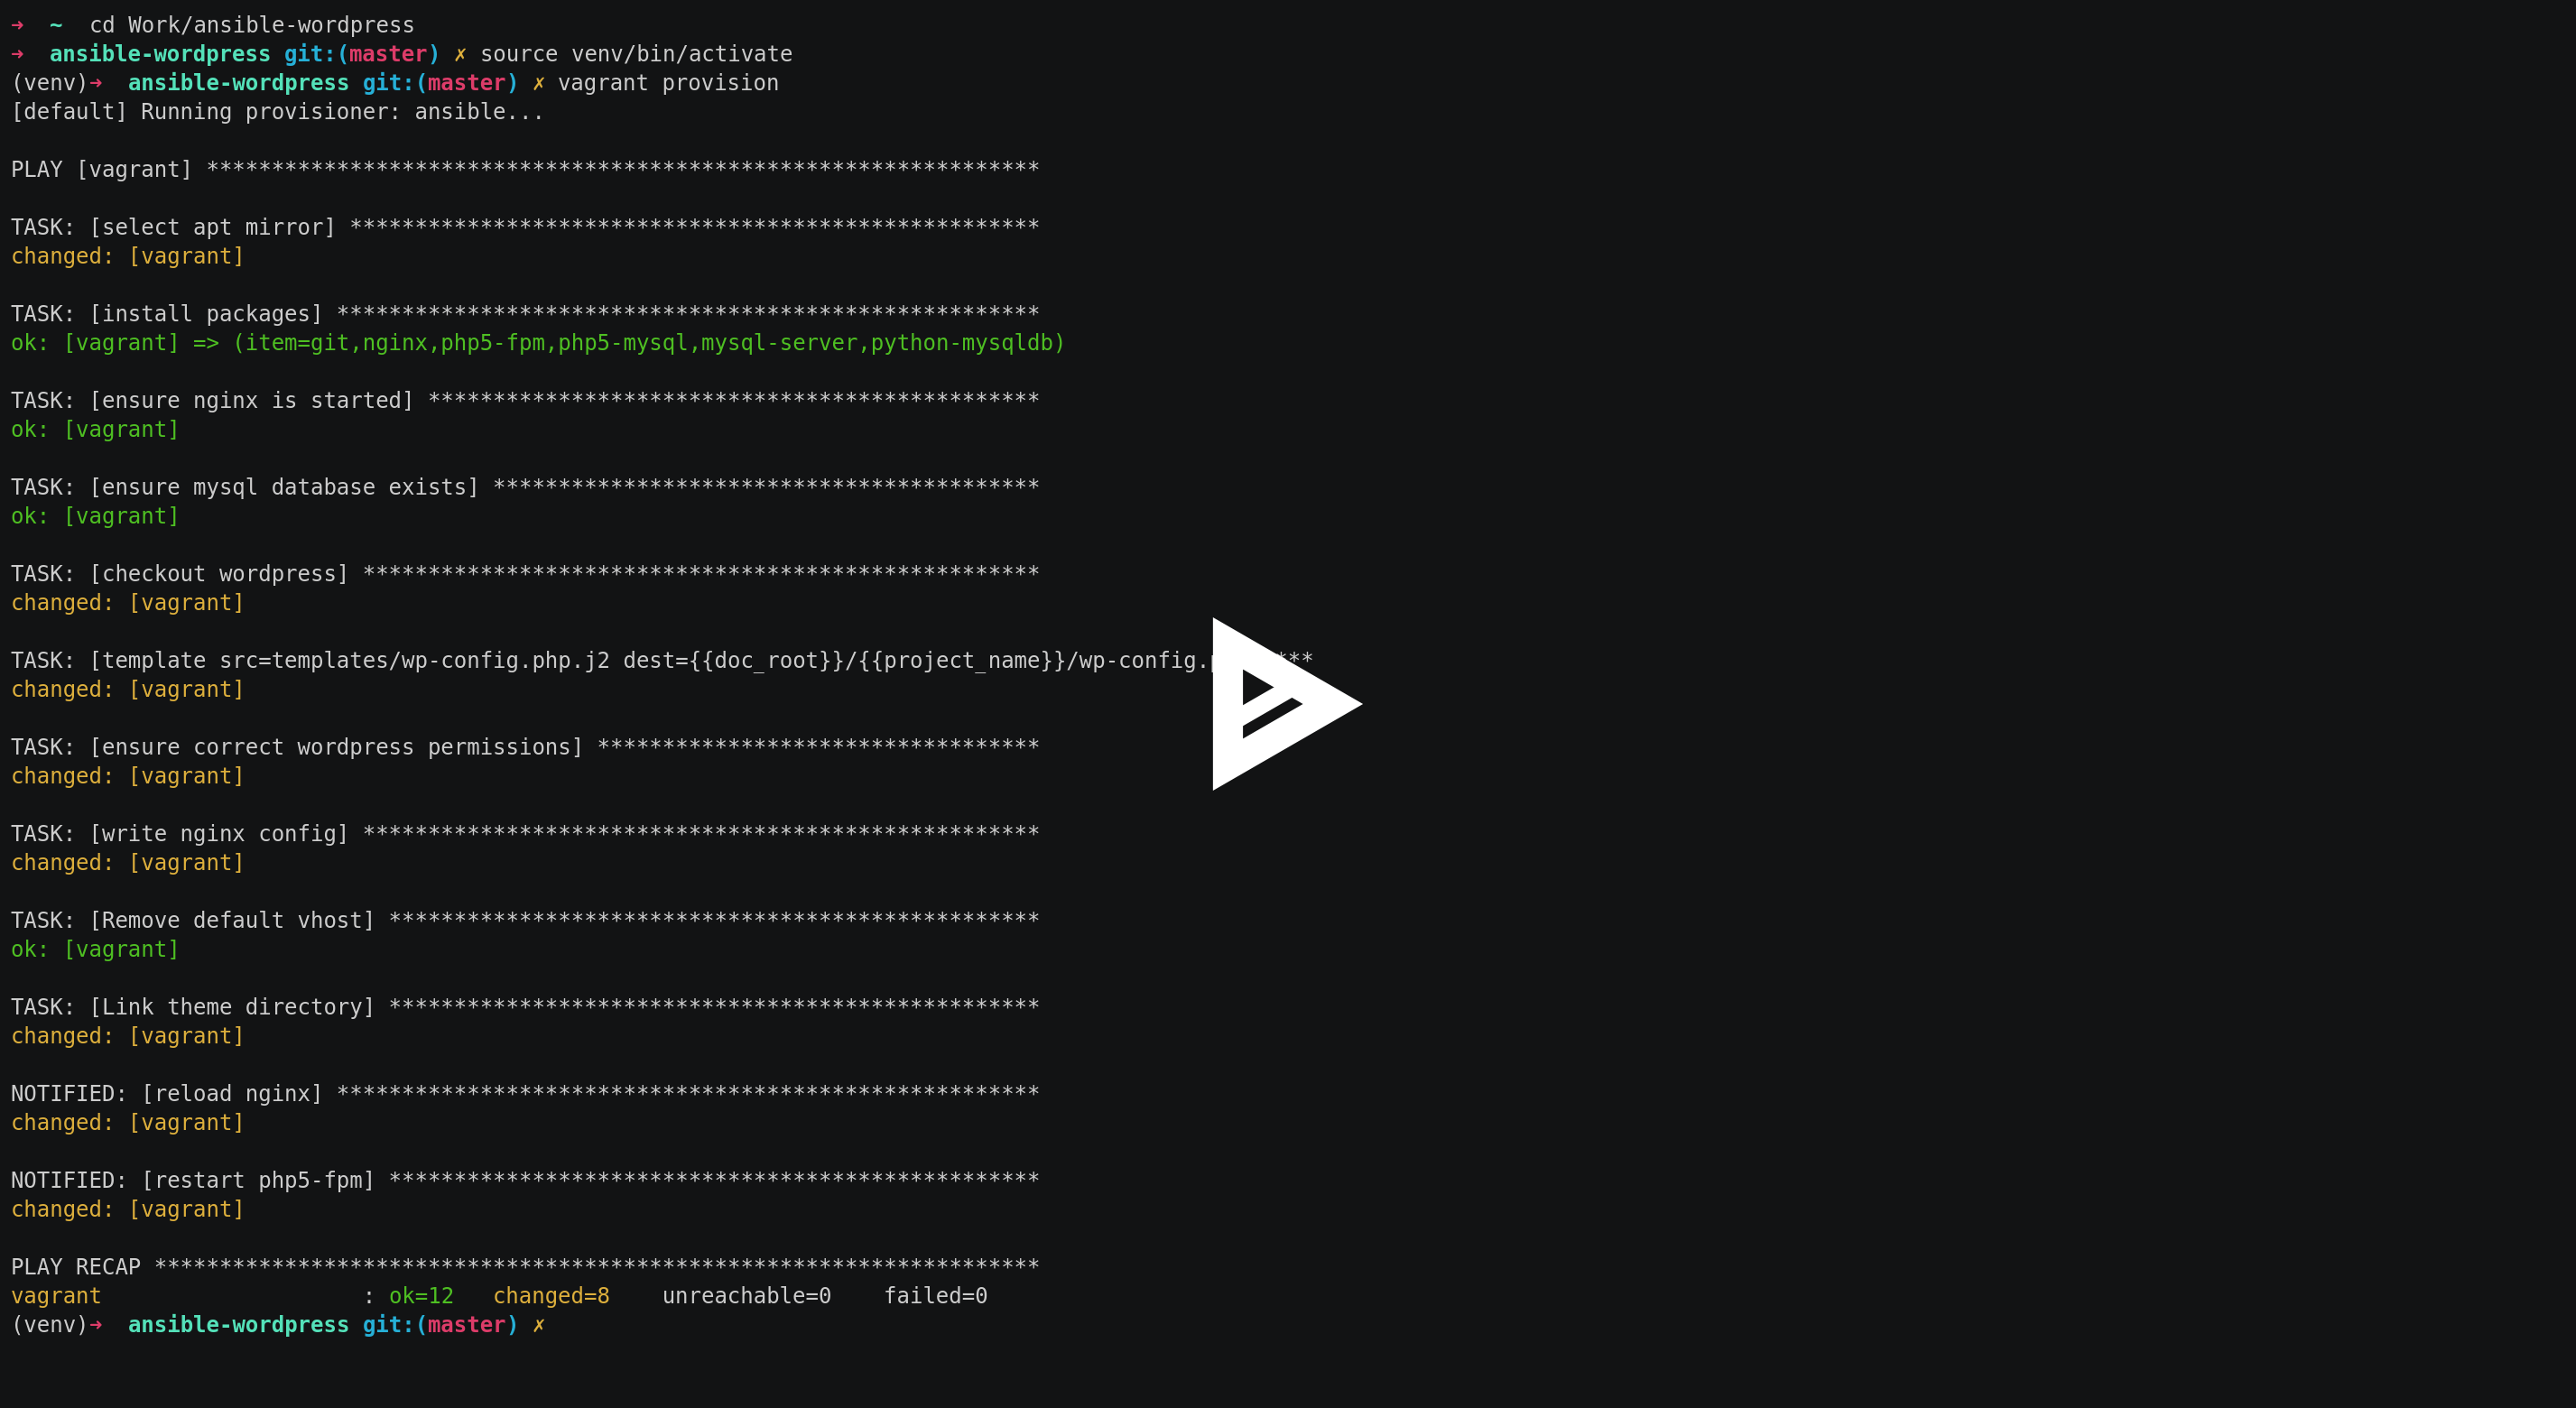 ➜  ~  cd Work/ansible-wordpress
➜  ansible-wordpress git:(master) ✗ source venv/bin/activate
(venv)➜  ansible-wordpress git:(master) ✗ vagrant provision
[default] Running provisioner: ansible...
PLAY [vagrant] ****************************************************************
TASK: [select apt mirror] *****************************************************
changed: [vagrant]
TASK: [install packages] ******************************************************
ok: [vagrant] => (item=git,nginx,php5-fpm,php5-mysql,mysql-server,python-mysqldb)
TASK: [ensure nginx is started] ***********************************************
ok: [vagrant]
TASK: [ensure mysql database exists] ******************************************
ok: [vagrant]
TASK: [checkout wordpress] ****************************************************
changed: [vagrant]
TASK: [template src=templates/wp-config.php.j2 dest={{doc_root}}/{{project_name}}/ ***
changed: [vagrant]
TASK: [ensure correct wordpress permissions] **********************************
changed: [vagrant]
TASK: [write nginx config] ****************************************************
changed: [vagrant]
TASK: [Remove default vhost] **************************************************
ok: [vagrant]
TASK: [Link theme directory] **************************************************
changed: [vagrant]
NOTIFIED: [reload nginx] ******************************************************
changed: [vagrant]
NOTIFIED: [restart php5-fpm] **************************************************
changed: [vagrant]
PLAY RECAP ********************************************************************
vagrant                    : ok=12   changed=8    unreachable=0    failed=0
(venv)➜  ansible-wordpress git:(master) ✗